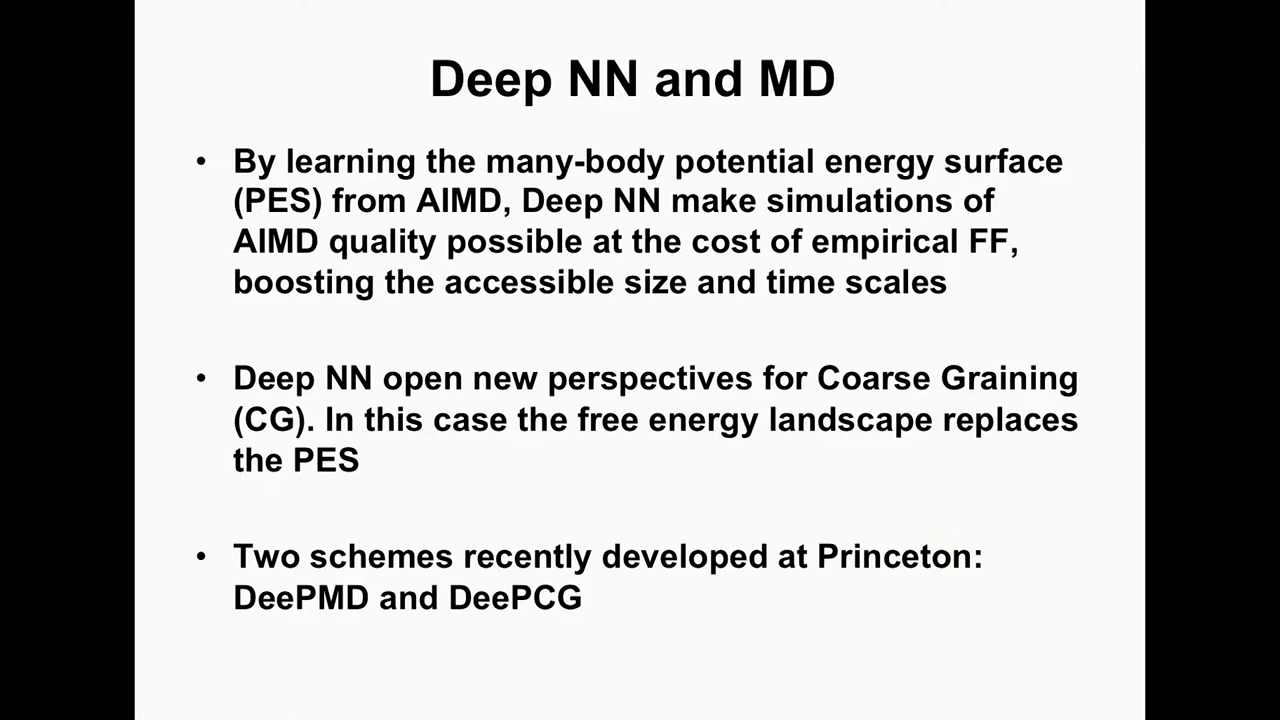 Deep NN and MD
• By learning the many-body potential energy surface
(PES) from AIMD, Deep NN make simulations of
AIMD quality possible at the cost of empirical FF,
boosting the accessible size and time scales
• Deep NN open new perspectives for Coarse Graining
(CG). In this case the free energy landscape replaces
the PES
• Two schemes recently developed at Princeton:
DeePMD and DeePCG